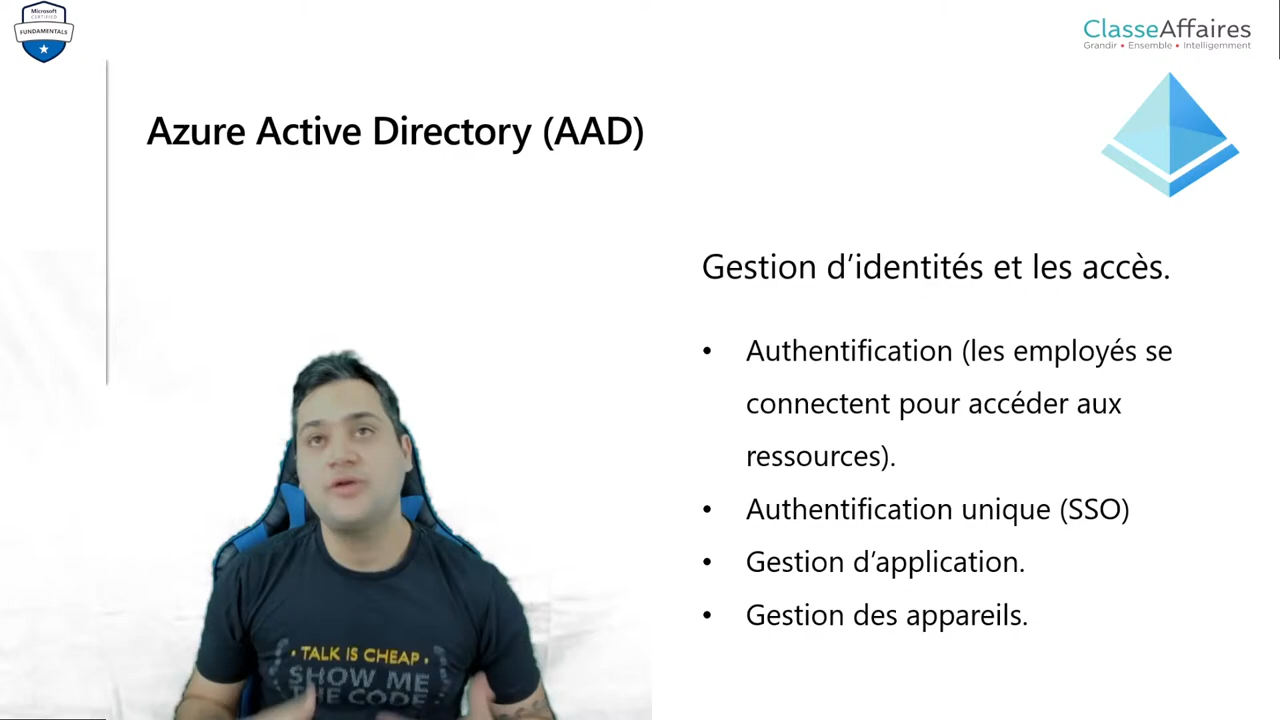 Microsoft
CERTIFIED
FUNDAMENTALS
ClasseAffaires
Grandir • Ensemble • Intelligemment
Azure Active Directory (AAD)
Gestion d’identités et les accès.
• Authentification (les employés se
connectent pour accéder aux
ressources).
• Authentification unique (SSO)
• Gestion d’application.
• Gestion des appareils.
• TALK IS CHEAP •
SHOW ME
THE CODE